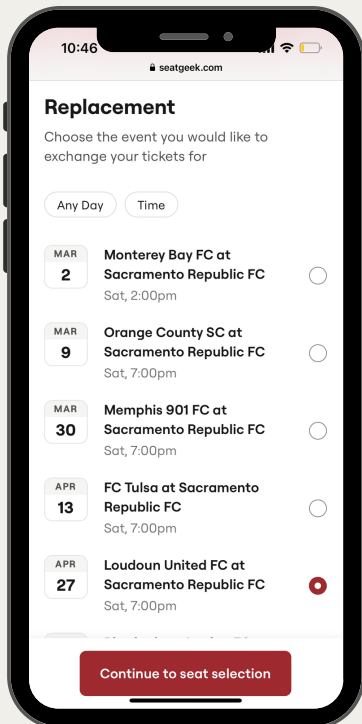 10:46
seatgeek.com
Replacement
Choose the event you would like to
exchange your tickets for
Any Day
Time
MAR
2
Monterey Bay FC at
Sacramento Republic FC
Sat, 2:00pm
MAR
9
Orange County SC at
Sacramento Republic FC
Sat, 7:00pm
MAR
30
Memphis 901 FC at
Sacramento Republic FC
Sat, 7:00pm
APR
13
FC Tulsa at Sacramento
Republic FC
Sat, 7:00pm
APR
27
Loudoun United FC at
Sacramento Republic FC
Sat, 7:00pm
Continue to seat selection